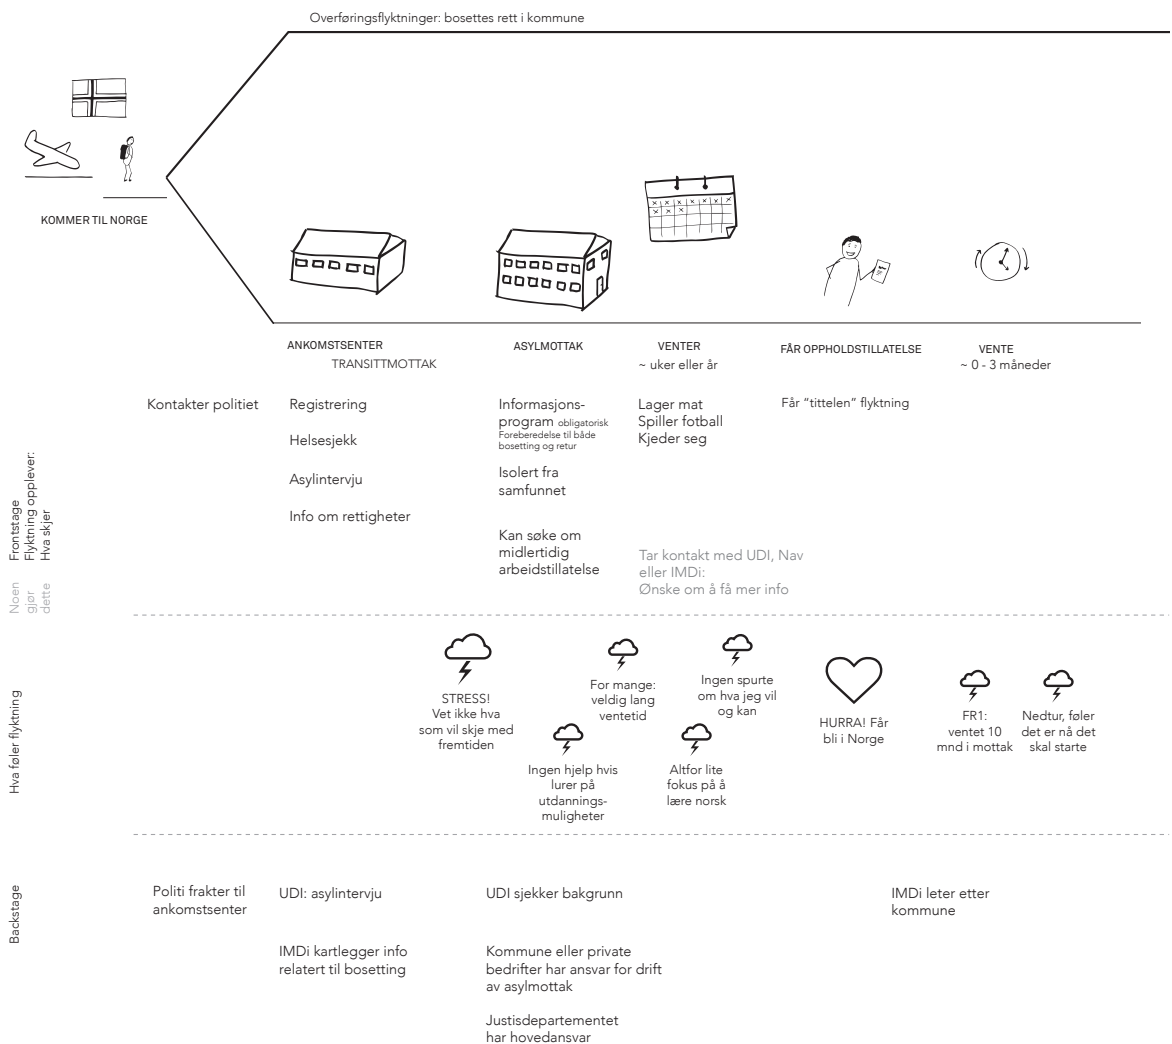 Overføringsflyktninger: bosettes rett i kommune
KOMMER TIL NORGE
ANKOMSTSENTER
TRANSITTMOTTAK
ASYLMOTTAK
VENTER
~ uker eller år
FÅR OPPHOLDSTILLATELSE
VENTE
~ 0 - 3 måneder
Frontstage
Flyktning opplever:
Hva skjer
Noen
gjør
dette
Kontakter politiet
Registrering
Helsesjekk
Asylintervju
Info om rettigheter
Informasjons-
program obligatorisk
Foreberedelse til både
bosetting og retur
Isolert fra
samfunnet
Kan søke om
midlertidig
arbeidstillatelse
Lager mat
Spiller fotball
Kjeder seg
Tar kontakt med UDI, Nav
eller IMDi:
Ønske om å få mer info
Får “tittelen” flyktning
Hva føler flyktning
STRESS!
Vet ikke hva
som vil skje med
fremtiden
Ingen hjelp hvis
lurer på
utdannings-
muligheter
For mange:
veldig lang
ventetid
Altfor lite
fokus på å
lære norsk
Ingen spurte
om hva jeg vil
og kan
HURRA! Får
bli i Norge
FR1:
ventet 10
mnd i mottak
Nedtur, føler
det er nå det
skal starte
Backstage
Politi frakter til
ankomstsenter
UDI: asylintervju
IMDi kartlegger info
relatert til bosetting
UDI sjekker bakgrunn
Kommune eller private
bedrifter har ansvar for drift
av asylmottak
Justisdepartementet
har hovedansvar
IMDi leter etter
kommune